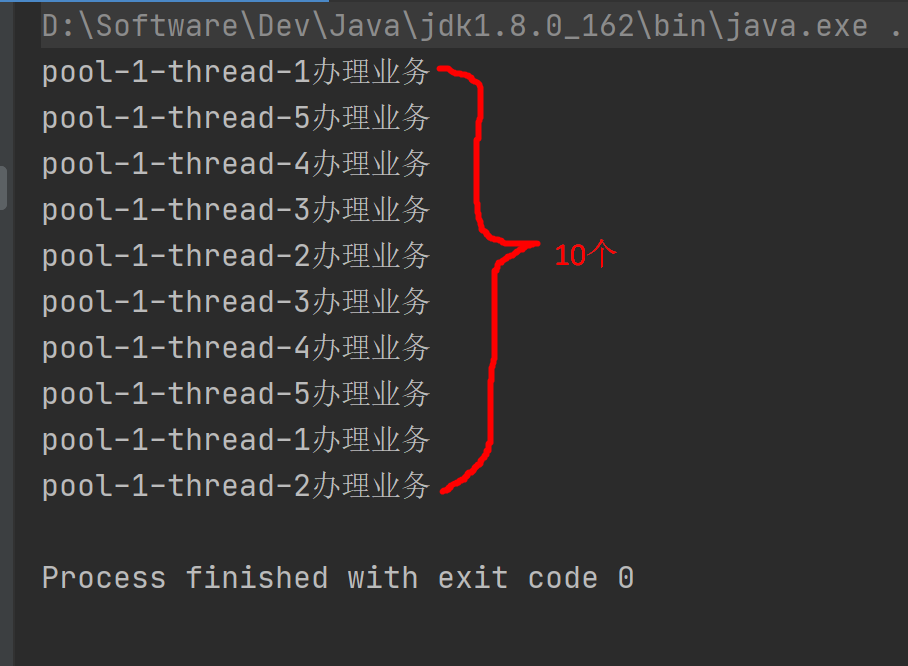 D:\Software\Dev\Java\jdk1.8.0_162\bin\java.exe .
pool-1-thread-1办理业务
pool-1-thread-5办理业务
pool-1-thread-4办理业务
pool-1-thread-3办理业务
pool-1-thread-2办理业务
10个
pool-1-thread-3办理业务
pool-1-thread-4办理业务
pool-1-thread-5办理业务
pool-1-thread-1办理业务
pool-1-thread-2办理业务
Process finished with exit code 0